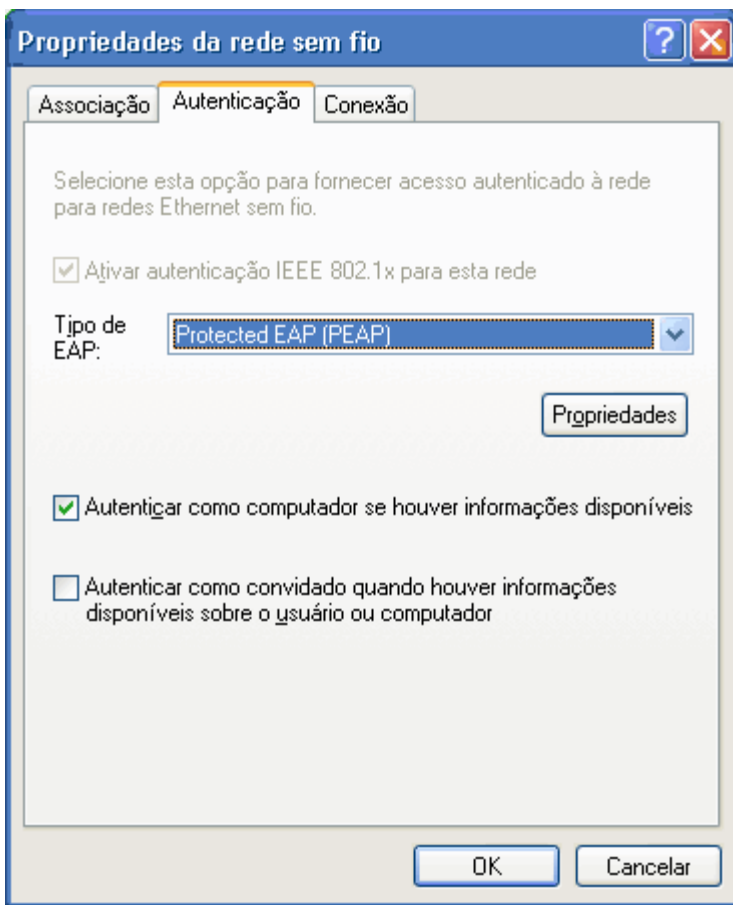 Propriedades da rede sem fio
Associação
Autenticação
Conexão
Selecione esta opção para fornecer acesso autenticado à rede
para redes Ethernet sem fio.
Ativar autenticação IEEE 802.1x para esta rede
Tipo de
EAP:
Protected EAP (PEAP)
Propriedades
Autenticar como computador se houver informações disponíveis
Autenticar como convidado quando houver informações
disponíveis sobre o usuário ou computador
OK
Cancelar